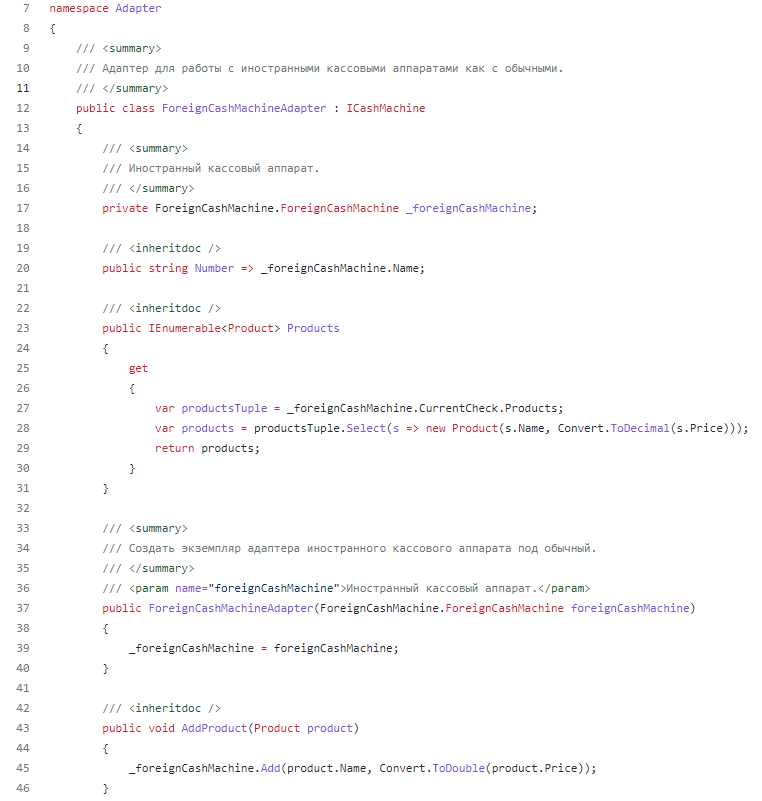 7 namespace Adapter
8 {
9 /// <summary>
10 /// Адаптер для работы с иностранными кассовыми аппаратами как с обычными.
11 /// </summary>
12 public class ForeignCashMachineAdapter : ICashMachine
13 {
14 /// <summary>
15 /// Иностранный кассовый аппарат.
16 /// </summary>
17 private ForeignCashMachine.ForeignCashMachine _foreignCashMachine;
18
19 /// <inheritdoc />
20 public string Number => _foreignCashMachine.Name;
21
22 /// <inheritdoc />
23 public IEnumerable<Product> Products
24 {
25 get
26 {
27 var productsTuple = _foreignCashMachine.CurrentCheck.Products;
28 var products = productsTuple.Select(s => new Product(s.Name, Convert.ToDecimal(s.Price)));
29 return products;
30 }
31 }
32
33 /// <summary>
34 /// Создать экземпляр адаптера иностранного кассового аппарата под обычный.
35 /// </summary>
36 /// <param name="foreignCashMachine">Иностранный кассовый аппарат.</param>
37 public ForeignCashMachineAdapter(ForeignCashMachine.ForeignCashMachine foreignCashMachine)
38 {
39 _foreignCashMachine = foreignCashMachine;
40 }
41
42 /// <inheritdoc />
43 public void AddProduct(Product product)
44 {
45 _foreignCashMachine.Add(product.Name, Convert.ToDouble(product.Price));
46 }